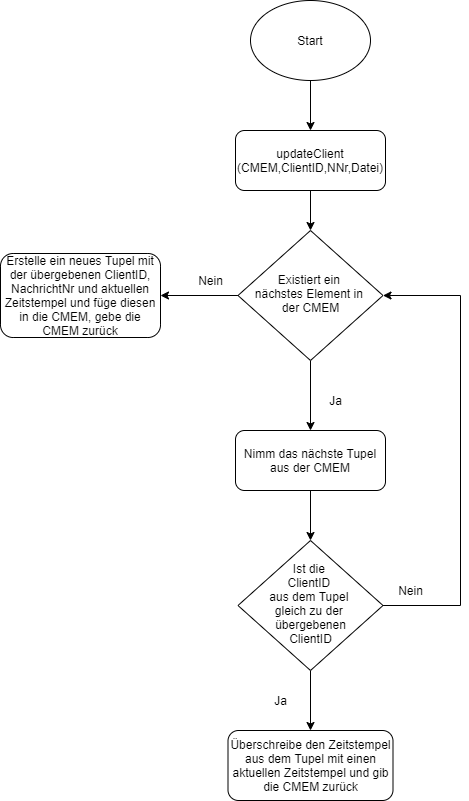 Start
updateClient
(CMEM,ClientID,NNr,Datei)
Existiert ein
nächstes Element in
der CMEM
Nein
Erstelle ein neues Tupel mit
der übergebenen ClientID,
NachrichtNr und aktuellen
Zeitstempel und füge diesen
in die CMEM, gebe die
CMEM zurück
Ja
Nimm das nächste Tupel
aus der CMEM
Ist die
ClientID
aus dem Tupel
gleich zu der
übergebenen
ClientID
Nein
Ja
Überschreibe den Zeitstempel
aus dem Tupel mit einen
aktuellen Zeitstempel und gib
die CMEM zurück